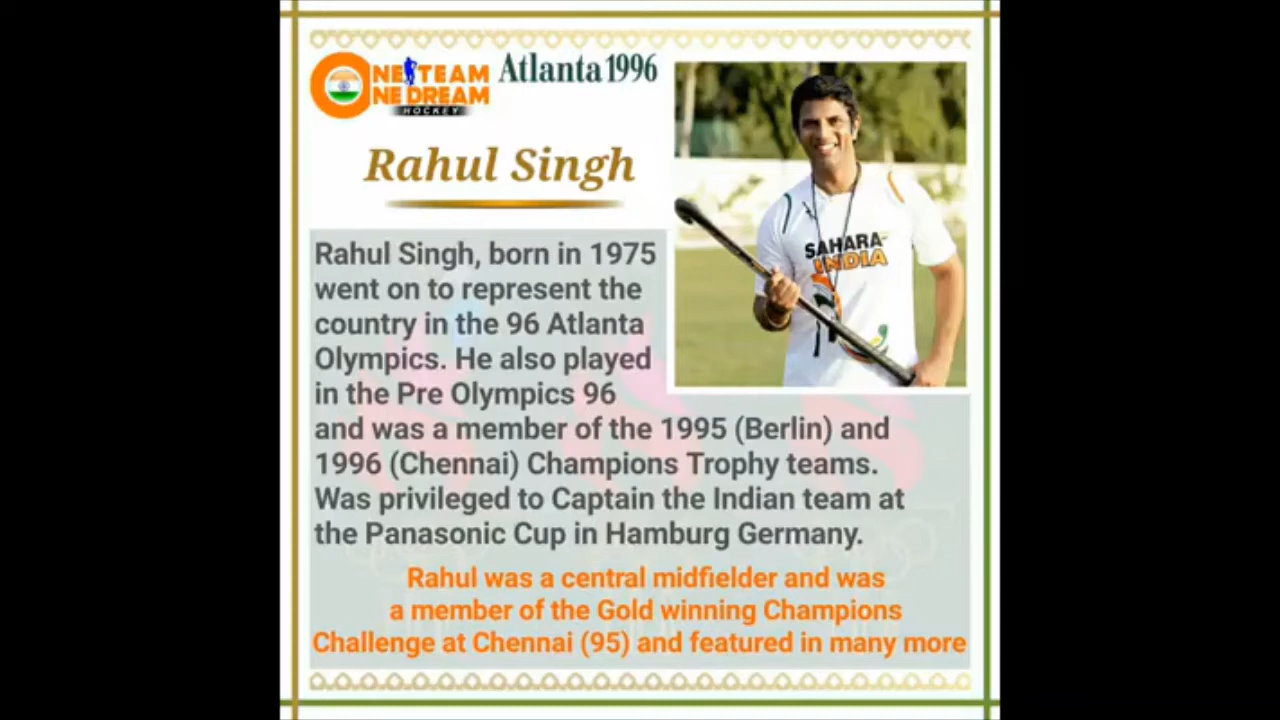 ONE TEAM
ONE DREAM
HOCKEY
Atlanta 1996
Rahul Singh
SAHARA
INDIA
Rahul Singh, born in 1975
went on to represent the
country in the 96 Atlanta
Olympics. He also played
in the Pre Olympics 96
and was a member of the 1995 (Berlin) and
1996 (Chennai) Champions Trophy teams.
Was privileged to Captain the Indian team at
the Panasonic Cup in Hamburg Germany.
Rahul was a central midfielder and was
a member of the Gold winning Champions
Challenge at Chennai (95) and featured in many more